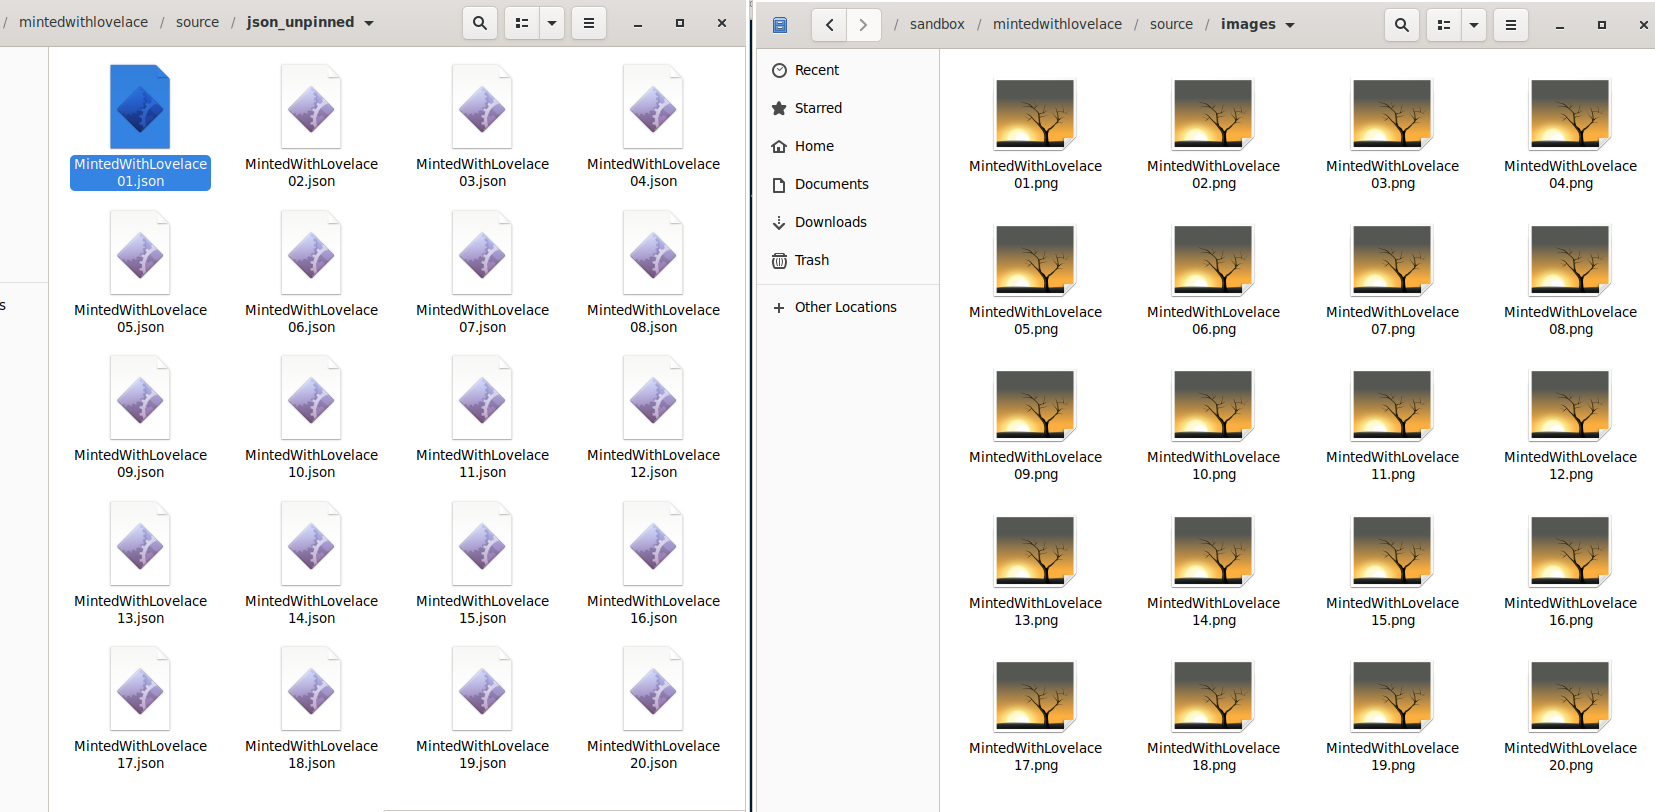 / mintedwithlovelace / source / json_unpinned
MintedWithLovelace
01.json
MintedWithLovelace
02.json
MintedWithLovelace
03.json
MintedWithLovelace
04.json
MintedWithLovelace
05.json
MintedWithLovelace
06.json
MintedWithLovelace
07.json
MintedWithLovelace
08.json
s
MintedWithLovelace
09.json
MintedWithLovelace
10.json
MintedWithLovelace
11.json
MintedWithLovelace
12.json
MintedWithLovelace
13.json
MintedWithLovelace
14.json
MintedWithLovelace
15.json
MintedWithLovelace
16.json
MintedWithLovelace
17.json
MintedWithLovelace
18.json
MintedWithLovelace
19.json
MintedWithLovelace
20.json
/ sandbox / mintedwithlovelace / source / images
Recent
Starred
Home
Documents
Downloads
Trash
Other Locations
MintedWithLovelace
01.png
MintedWithLovelace
02.png
MintedWithLovelace
03.png
MintedWithLovelace
04.png
MintedWithLovelace
05.png
MintedWithLovelace
06.png
MintedWithLovelace
07.png
MintedWithLovelace
08.png
MintedWithLovelace
09.png
MintedWithLovelace
10.png
MintedWithLovelace
11.png
MintedWithLovelace
12.png
MintedWithLovelace
13.png
MintedWithLovelace
14.png
MintedWithLovelace
15.png
MintedWithLovelace
16.png
MintedWithLovelace
17.png
MintedWithLovelace
18.png
MintedWithLovelace
19.png
MintedWithLovelace
20.png